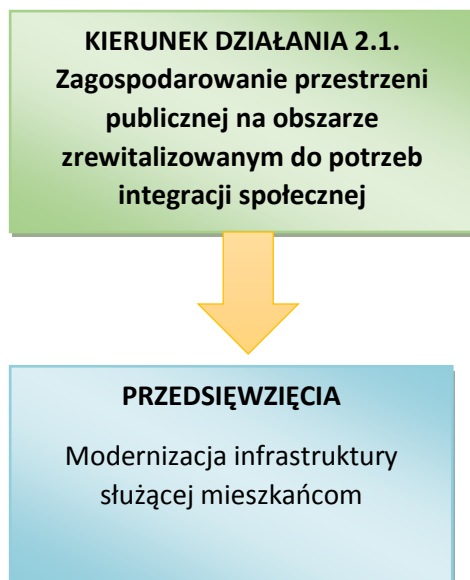 KIERUNEK DZIAŁANIA 2.1.
Zagospodarowanie przestrzeni
publicznej na obszarze
zrewitalizowanym do potrzeb
integracji społecznej
PRZEDSIĘWZIĘCIA
Modernizacja infrastruktury
służącej mieszkańcom